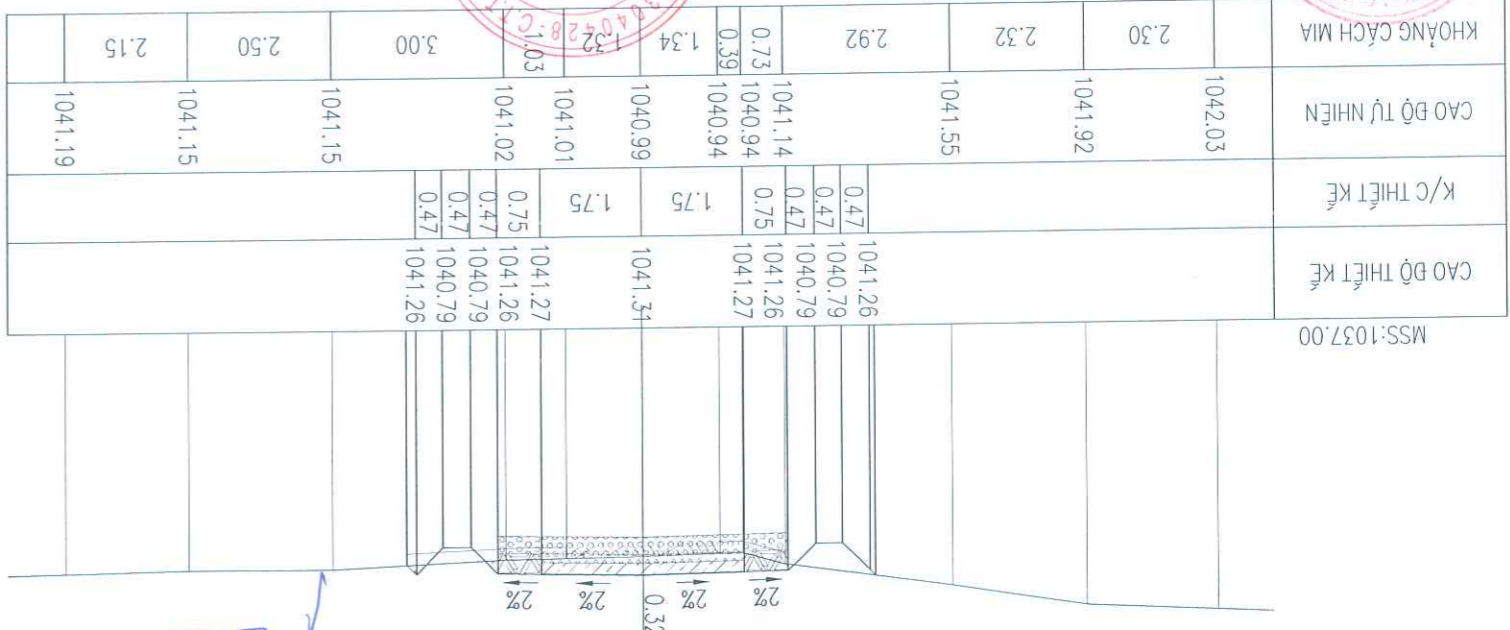 0.32
2% 2% 2% 2%
MSS:1037.00
CAO ĐỘ THIẾT KẾ 1041.26 1040.79 1040.79 1041.26 1041.27 1041.31 1041.27 1041.26 1040.79 1040.79 1041.26
K/C THIẾT KẾ 0.47 0.47 0.47 0.75 1.75 1.75 0.75 0.47 0.47 0.47
CAO ĐỘ TỰ NHIÊN 1042.03 1041.92 1041.55 1041.14 1040.94 1040.94 1040.99 1041.01 1041.02 1041.15 1041.15 1041.19
KHOẢNG CÁCH MIA 2.30 2.32 2.92 0.73 0.39 1.34 1.32 1.03 3.00 2.50 2.15
040428-C.T.